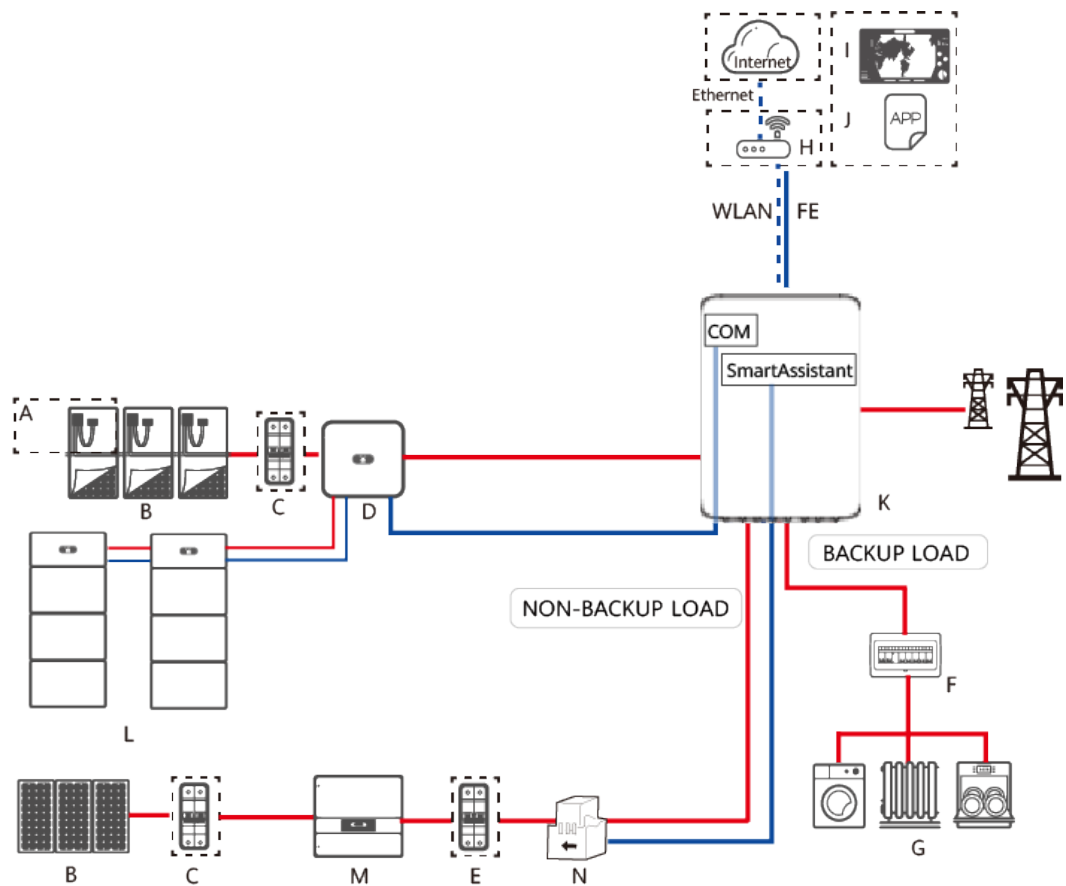 Internet
I
Ethernet
APP
J
H
WLAN
FE
COM
SmartAssistant
A
B
C
D
K
BACKUP LOAD
NON-BACKUP LOAD
F
L
G
B
C
M
E
N